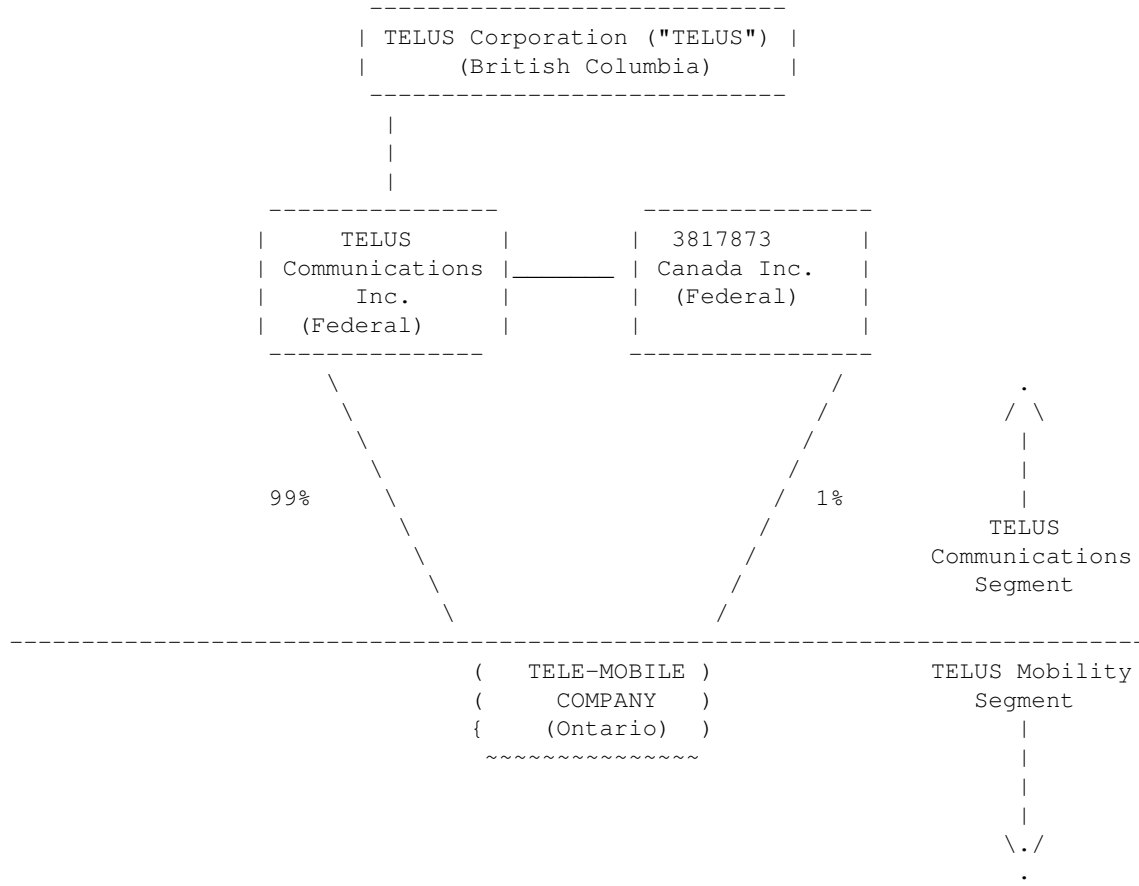 TELUS Corporation ("TELUS")
(British Columbia)
TELUS
Communications
Inc.
(Federal)
3817873
Canada Inc.
(Federal)
99%
1%
TELUS
Communications
Segment
TELE-MOBILE
COMPANY
(Ontario)
TELUS Mobility
Segment